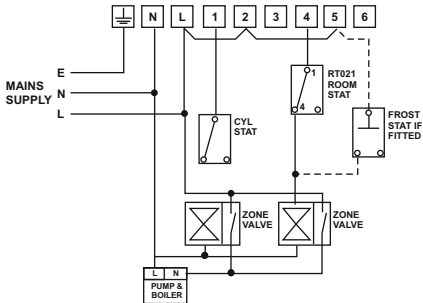 N L 1 2 3 4 5 6
E
MAINS
SUPPLY
N
L
1
4
RT021
ROOM
STAT
CYL
STAT
FROST
STAT IF
FITTED
ZONE
VALVE
ZONE
VALVE
L N
PUMP &
BOILER